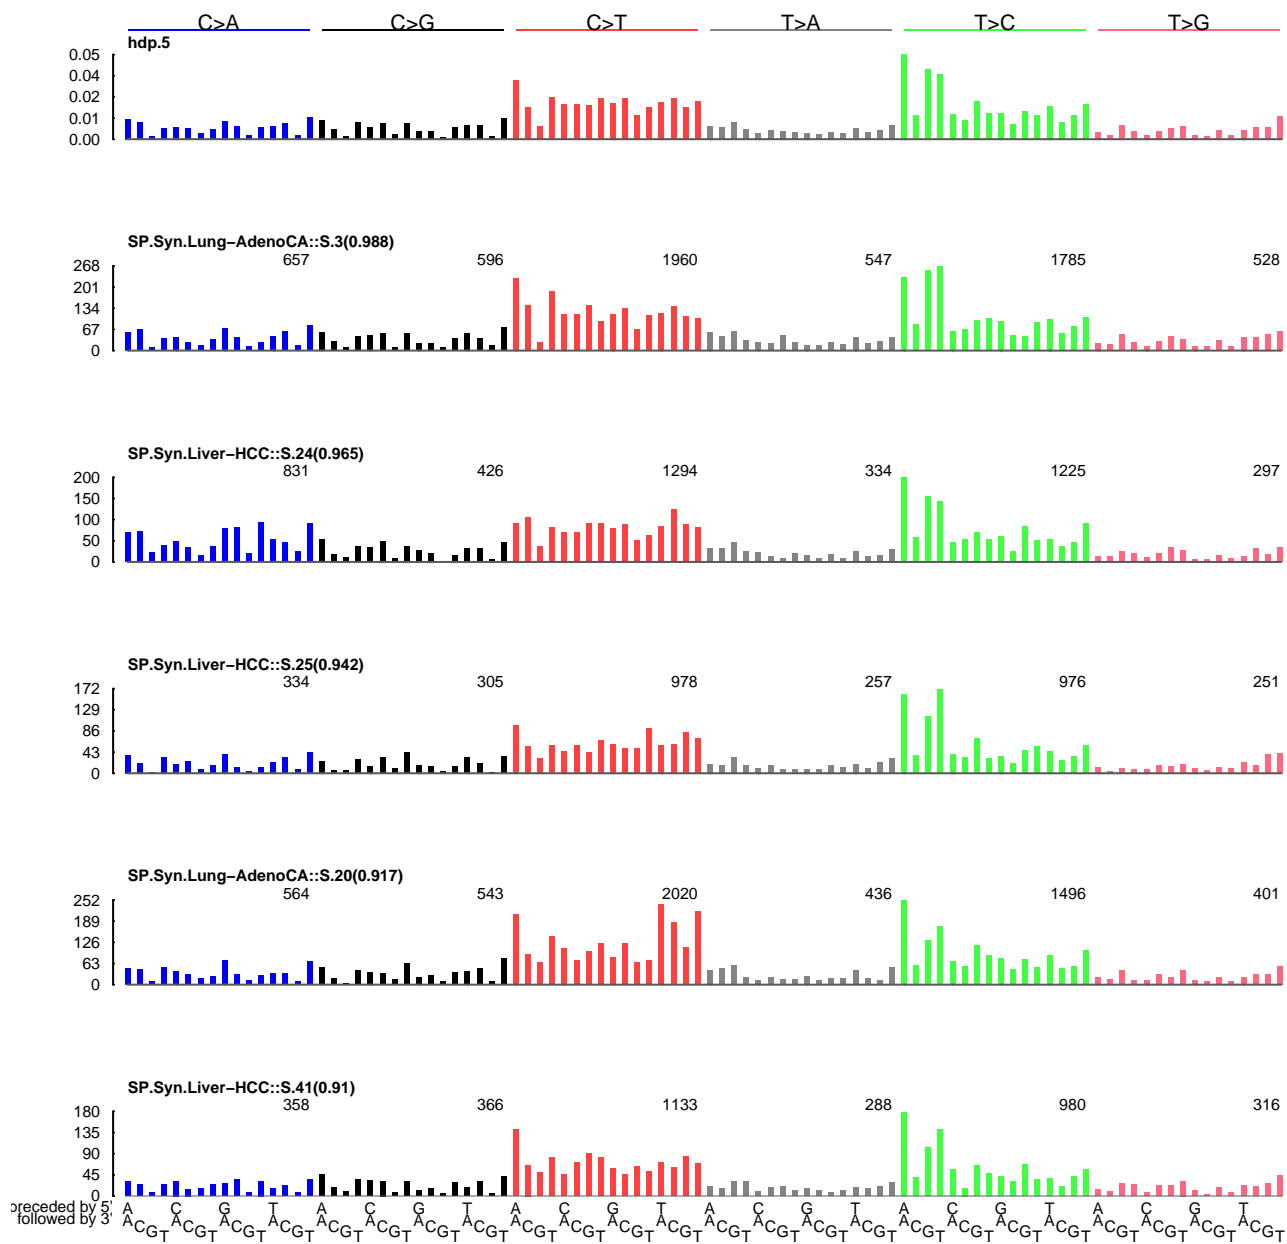 C>A C>G C>T T>A T>C T>G
hdp.5
0.05
0.04
0.02
0.01
0.00
SP.Syn.Lung−AdenoCA::S.3(0.988)
657 596 1960 547 1785 528
268
201
134
67
0
SP.Syn.Liver−HCC::S.24(0.965)
831 426 1294 334 1225 297
200
150
100
50
0
SP.Syn.Liver−HCC::S.25(0.942)
334 305 978 257 976 251
172
129
86
43
0
SP.Syn.Lung−AdenoCA::S.20(0.917)
564 543 2020 436 1496 401
252
189
126
63
0
SP.Syn.Liver−HCC::S.41(0.91)
358 366 1133 288 980 316
180
135
90
45
0
preceded by 5' A C G T A C G T A C G T A C G T A C G T A C G T
followed by 3' A C G T A C G T A C G T A C G T A C G T A C G T A C G T A C G T A C G T A C G T A C G T A C G T A C G T A C G T A C G T A C G T A C G T A C G T A C G T A C G T A C G T A C G T A C G T A C G T